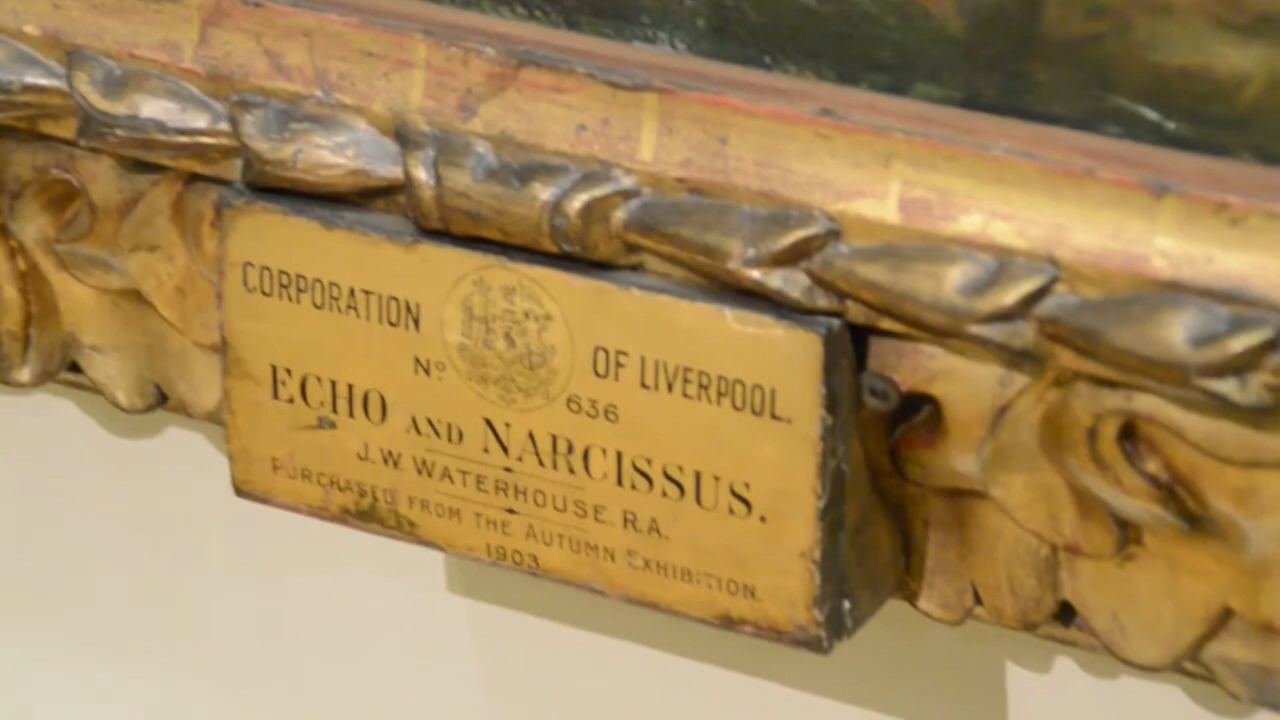 CORPORATION OF LIVERPOOL.
Nº 636
ECHO AND NARCISSUS.
J.W. WATERHOUSE. R.A.
PURCHASED FROM THE AUTUMN EXHIBITION.
1903